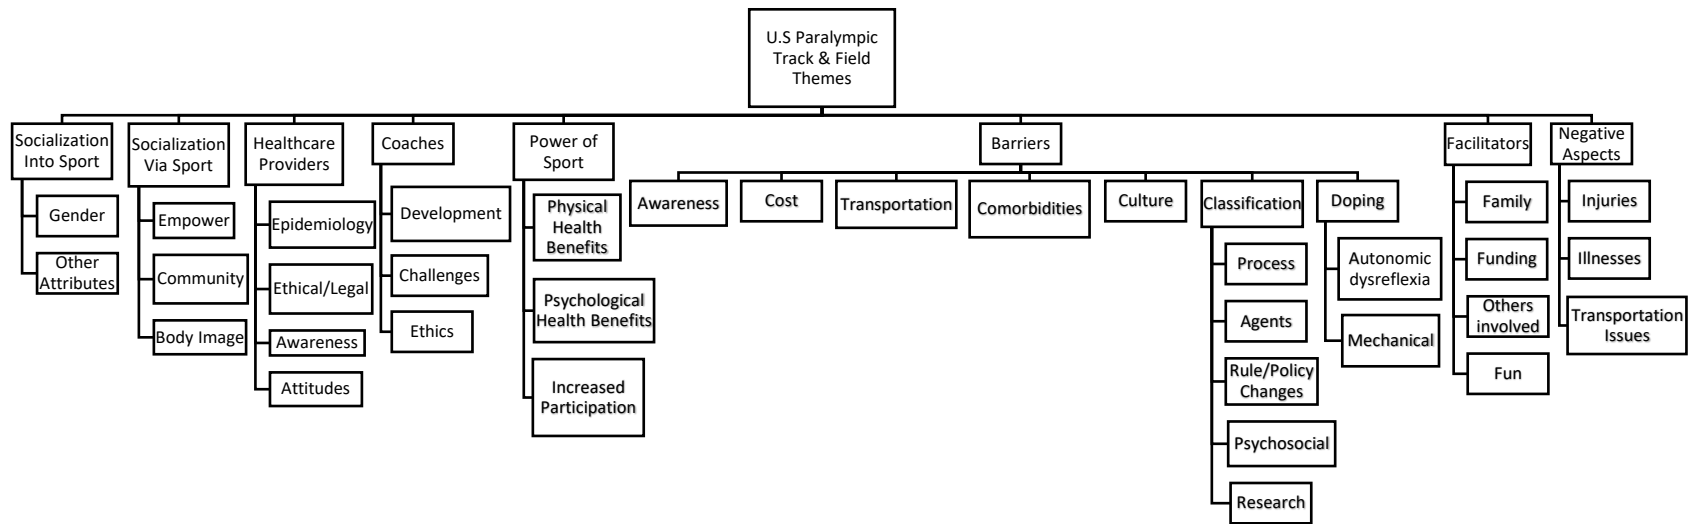 U.S Paralympic
Track & Field
Themes
Socialization
Into Sport
Gender
Other
Attributes
Socialization
Via Sport
Empower
Community
Body Image
Healthcare
Providers
Epidemiology
Ethical/Legal
Awareness
Attitudes
Coaches
Development
Challenges
Ethics
Power of
Sport
Physical
Health
Benefits
Psychological
Health Benefits
Increased
Participation
Barriers
Awareness
Cost
Transportation
Comorbidities
Culture
Classification
Process
Agents
Rule/Policy
Changes
Psychosocial
Research
Doping
Autonomic
dysreflexia
Mechanical
Facilitators
Family
Funding
Others
involved
Fun
Negative
Aspects
Injuries
Illnesses
Transportation
Issues